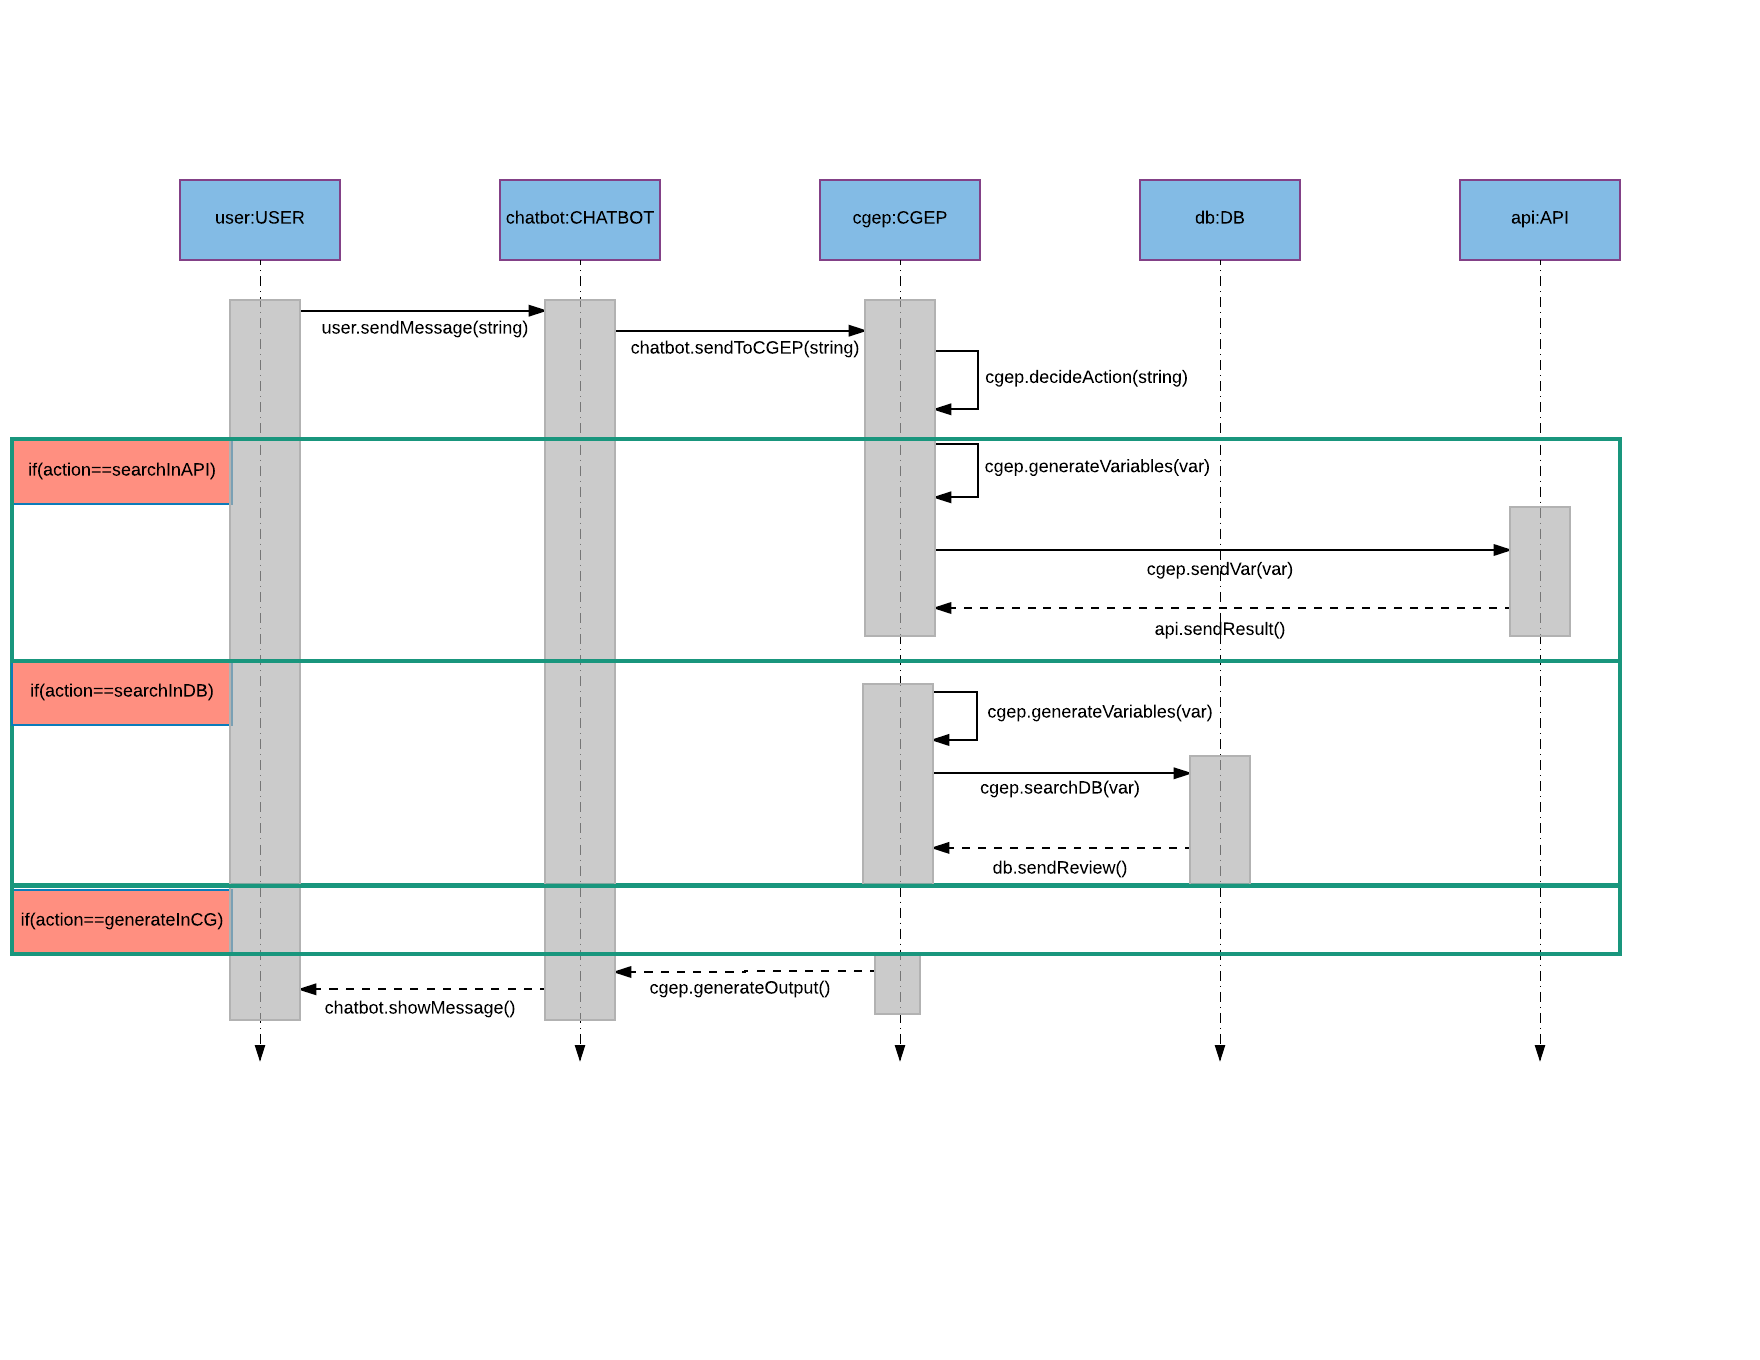 user:USER
chatbot:CHATBOT
cgep:CGEP
db:DB
api:API
user.sendMessage(string)
chatbot.sendToCGEP(string)
cgep.decideAction(string)
if(action==searchInAPI)
cgep.generateVariables(var)
cgep.sendVar(var)
api.sendResult()
if(action==searchInDB)
cgep.generateVariables(var)
cgep.searchDB(var)
db.sendReview()
if(action==generateInCG)
cgep.generateOutput()
chatbot.showMessage()